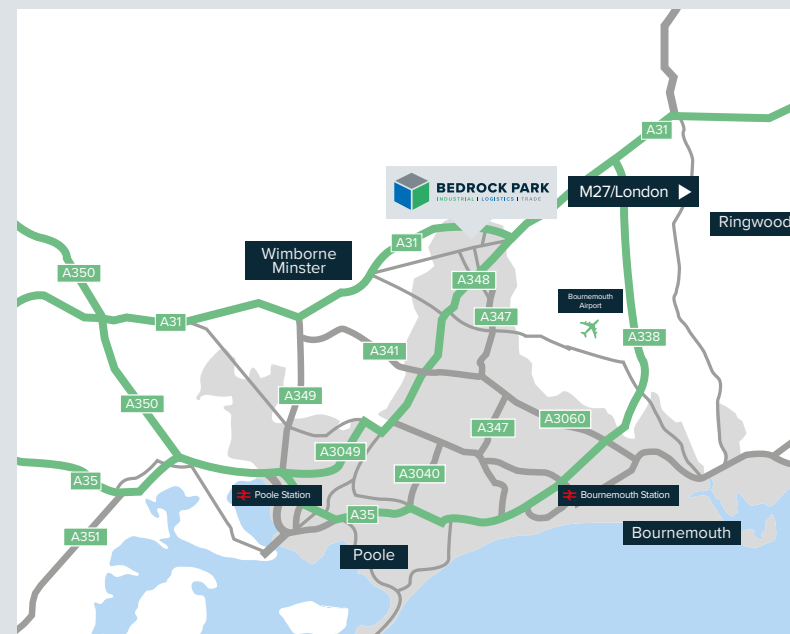 A31
BEDROCK PARK
INDUSTRIAL | LOGISTICS | TRADE
M27/London
Ringwood
A31
Wimborne
Minster
A350
A348
Bournemouth
Airport
A347
A31
A338
A341
A349
A350
A3060
A347
A3049
A3040
A35
Poole Station
Bournemouth Station
A35
A351
Bournemouth
Poole